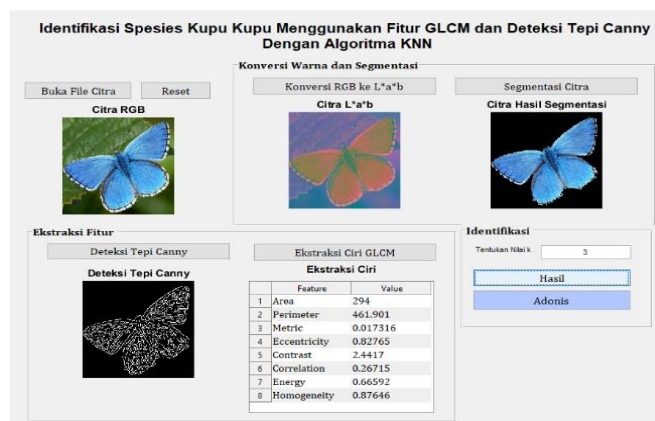 Identifikasi Spesies Kupu Kupu Menggunakan Fitur GLCM dan Deteksi Tepi Canny
Dengan Algoritma KNN
Buka File Citra
Reset
Citra RGB
Konversi Warna dan Segmentasi
Konversi RGB ke L*a*b
Segmentasi Citra
Citra L*a*b
Citra Hasil Segmentasi
Ekstraksi Fitur
Deteksi Tepi Canny
Ekstraksi Ciri GLCM
Deteksi Tepi Canny
Ekstraksi Ciri
Feature Value
1 Area 294
2 Perimeter 461.901
3 Metric 0.017316
4 Eccentricity 0.82765
5 Contrast 2.4417
6 Correlation 0.26715
7 Energy 0.66592
8 Homogeneity 0.87646
Identifikasi
Tentukan Nilai k 3
Hasil
Adonis